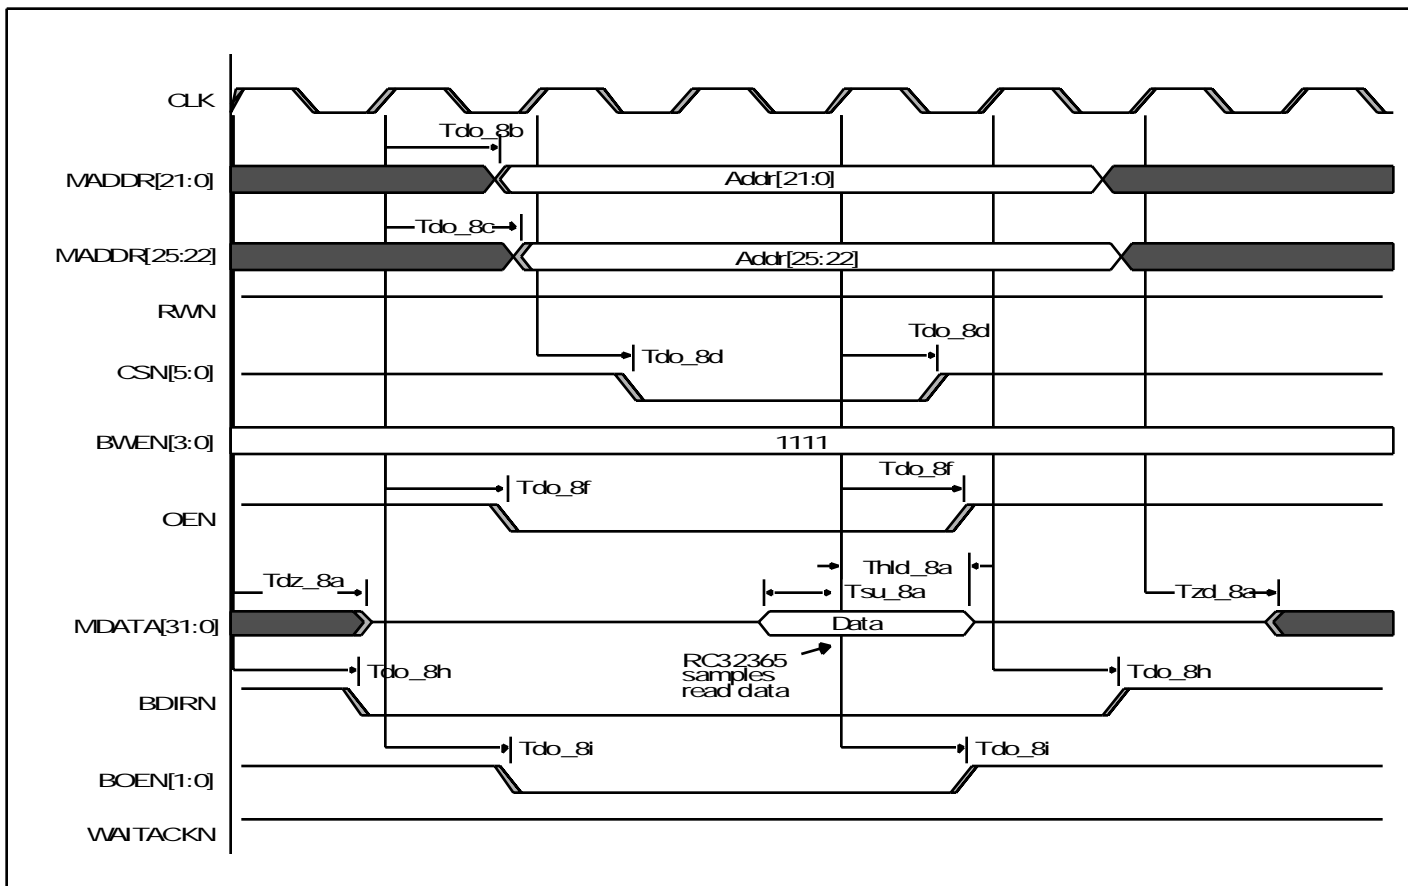 CLK
Tdo_8b
MADDR[21:0]
Addr[21:0]
Tdo_8c
MADDR[25:22]
Addr[25:22]
RWN
Tdo_8d
Tdo_8d
CSN[5:0]
BWEN[3:0]
1111
Tdo_8f
Tdo_8f
OEN
Thld_8a
Tdz_8a
Tsu_8a
Tzd_8a
MDATA[31:0]
Data
RC32365
samples
read data
Tdo_8h
Tdo_8h
BDIRN
Tdo_8i
Tdo_8i
BOEN[1:0]
WAITACKN